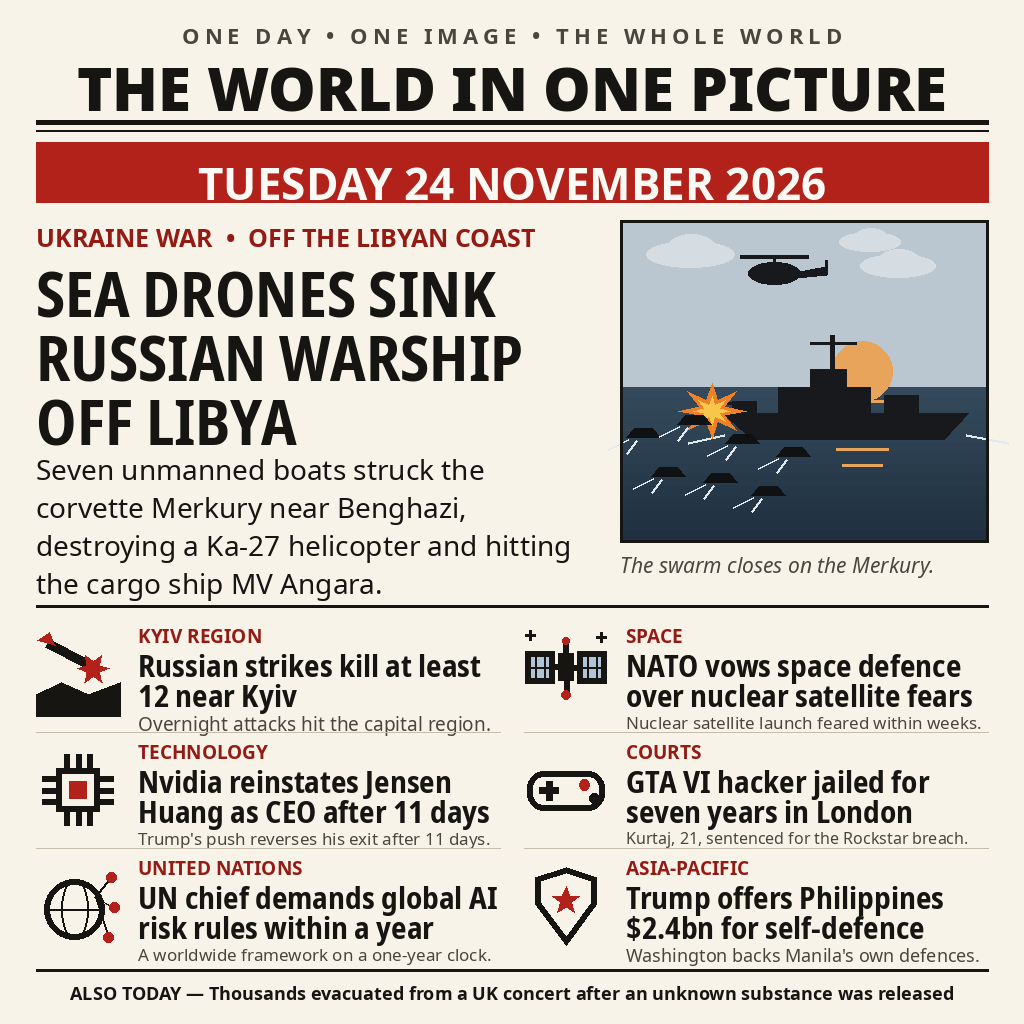 ONE DAY • ONE IMAGE • THE WHOLE WORLD
THE WORLD IN ONE PICTURE
TUESDAY 24 NOVEMBER 2026
UKRAINE WAR • OFF THE LIBYAN COAST
SEA DRONES SINK
RUSSIAN WARSHIP
OFF LIBYA
Seven unmanned boats struck the
corvette Merkury near Benghazi,
destroying a Ka-27 helicopter and hitting
the cargo ship MV Angara.
The swarm closes on the Merkury.
KYIV REGION
Russian strikes kill at least
12 near Kyiv
Overnight attacks hit the capital region.
SPACE
NATO vows space defence
over nuclear satellite fears
Nuclear satellite launch feared within weeks.
TECHNOLOGY
Nvidia reinstates Jensen
Huang as CEO after 11 days
Trump's push reverses his exit after 11 days.
COURTS
GTA VI hacker jailed for
seven years in London
Kurtaj, 21, sentenced for the Rockstar breach.
UNITED NATIONS
UN chief demands global AI
risk rules within a year
A worldwide framework on a one-year clock.
ASIA-PACIFIC
Trump offers Philippines
$2.4bn for self-defence
Washington backs Manila's own defences.
ALSO TODAY — Thousands evacuated from a UK concert after an unknown substance was released